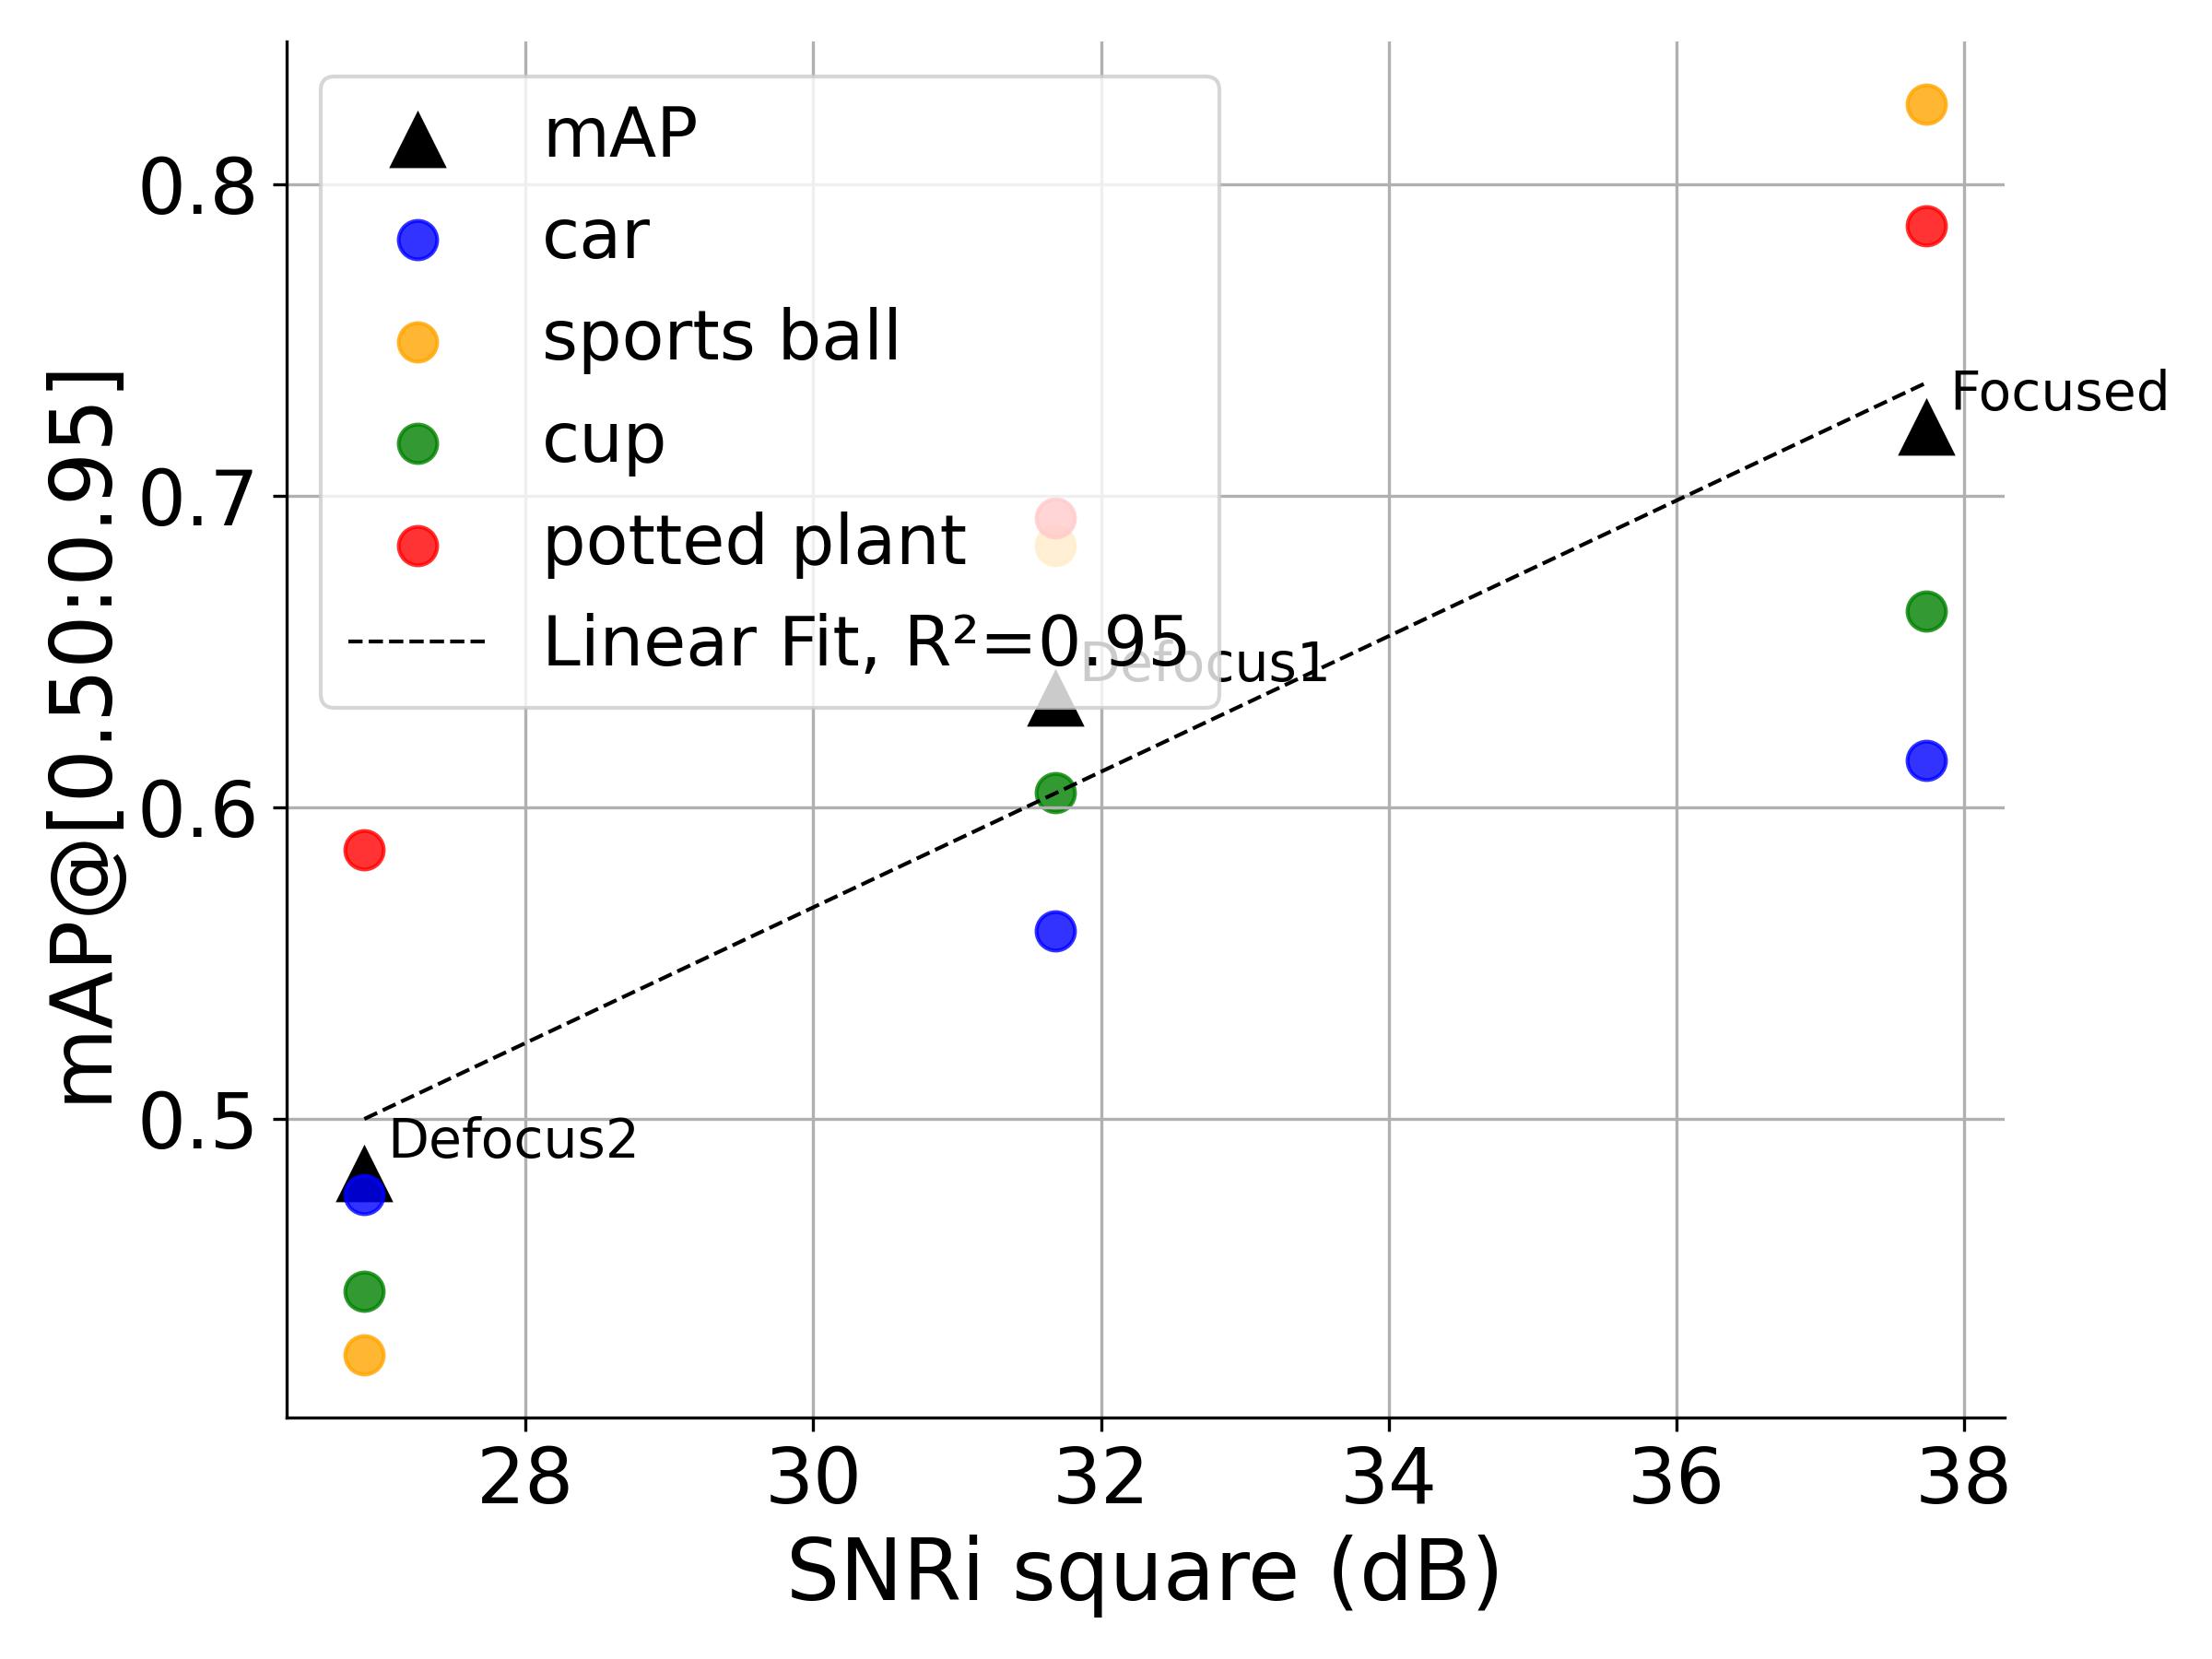 mAP
car
sports ball
cup
potted plant
Linear Fit, R²=0.95
Focused
Defocus1
Defocus2
mAP@[0.50:0.95]
0.8
0.7
0.6
0.5
28 30 32 34 36 38
SNRi square (dB)